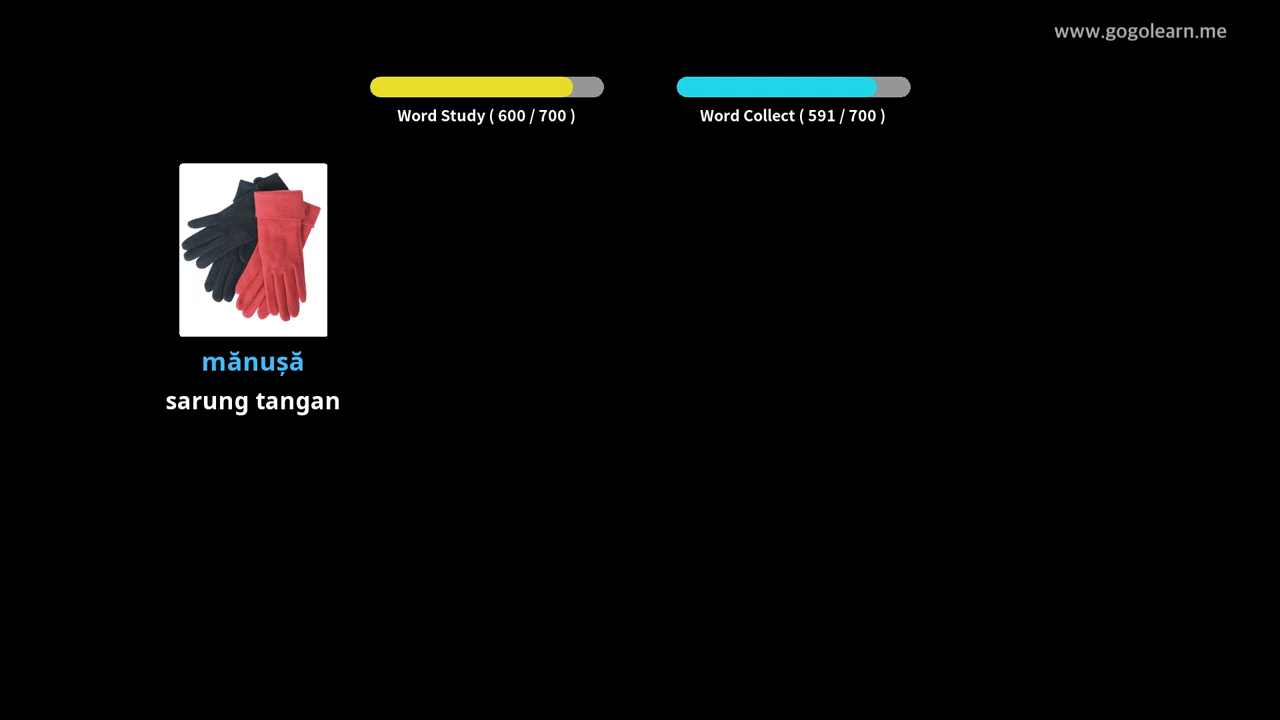 www.gogolearn.me
Word Study ( 600 / 700 )
Word Collect ( 591 / 700 )
mănușă
sarung tangan